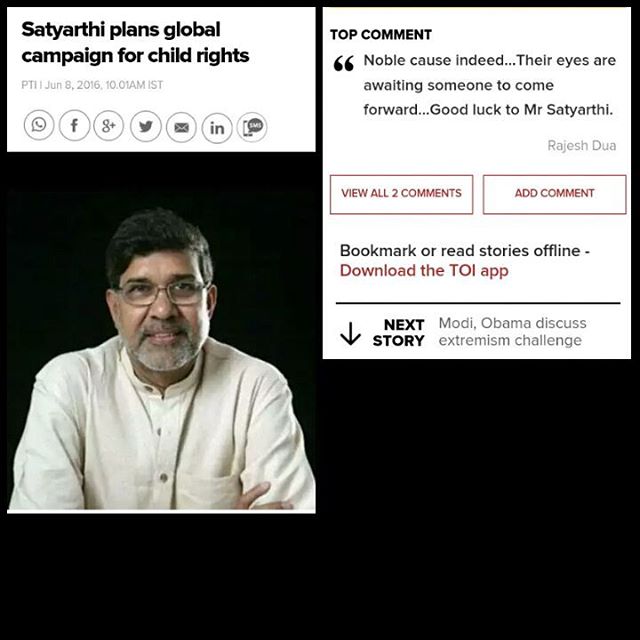 Satyarthi plans global
campaign for child rights
PTI | Jun 8, 2016, 10.01AM IST
f
g+
in
SMS
TOP COMMENT
“ Noble cause indeed...Their eyes are
awaiting someone to come
forward...Good luck to Mr Satyarthi.
Rajesh Dua
VIEW ALL 2 COMMENTS
ADD COMMENT
Bookmark or read stories offline -
Download the TOI app
NEXT
STORY
Modi, Obama discuss
extremism challenge